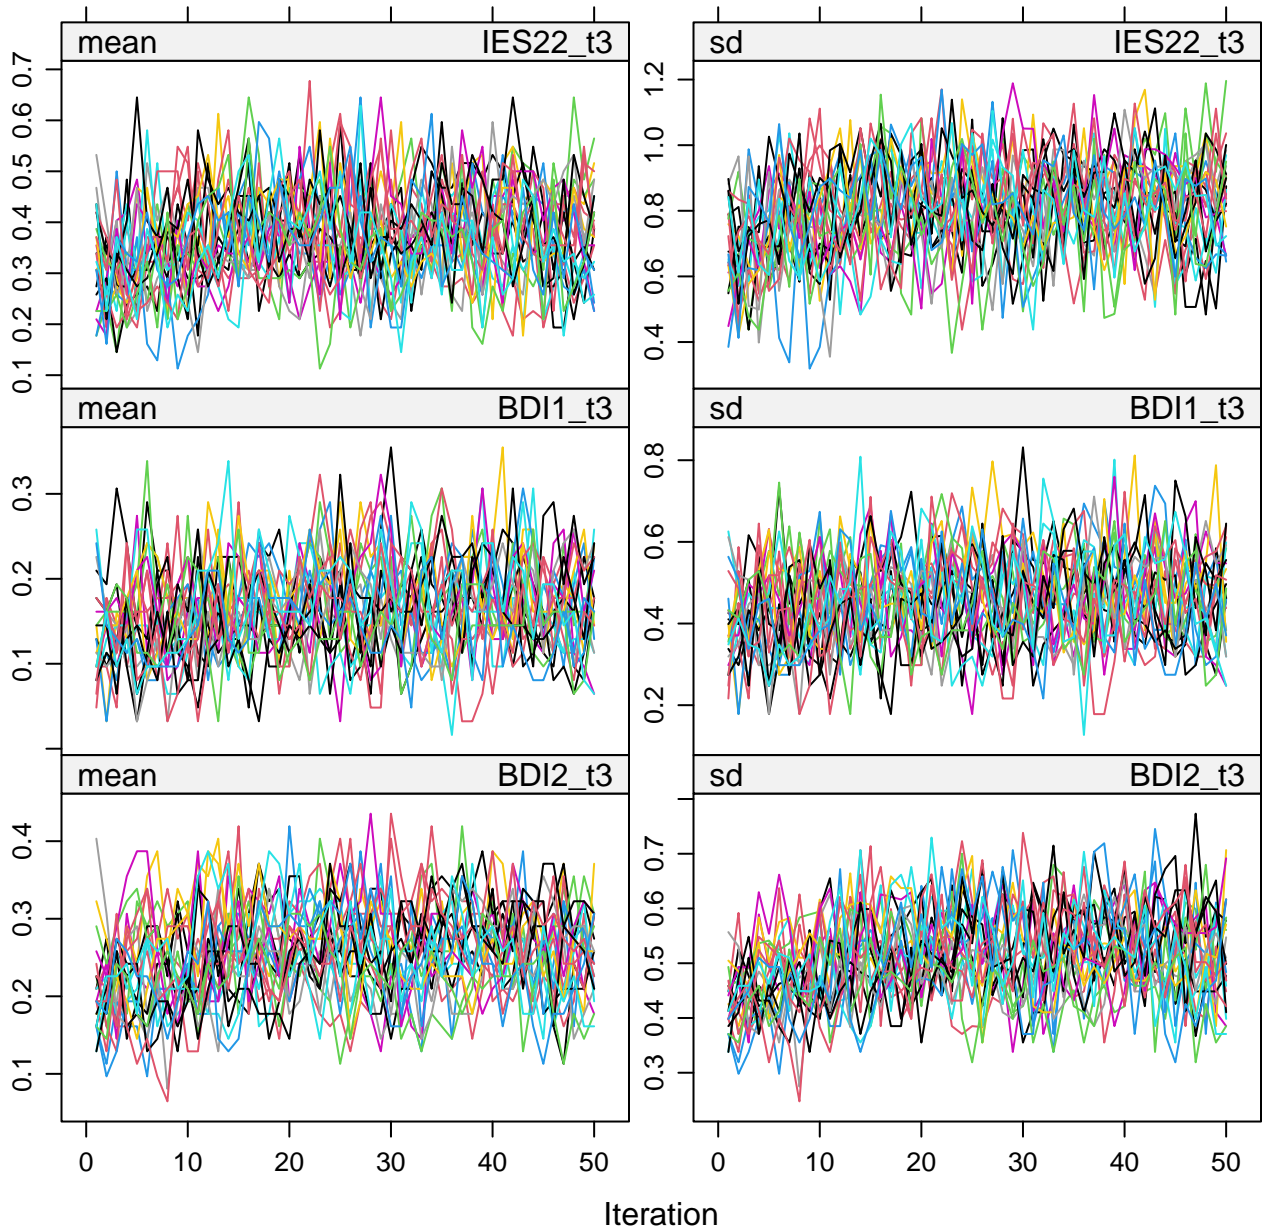 mean IES22_t3 sd IES22_t3
0.1 0.2 0.3 0.4 0.5 0.6 0.7
0.4 0.6 0.8 1.0 1.2
mean BDI1_t3 sd BDI1_t3
0.1 0.2 0.3
0.2 0.4 0.6 0.8
mean BDI2_t3 sd BDI2_t3
0.1 0.2 0.3 0.4
0.3 0.4 0.5 0.6 0.7
0 10 20 30 40 50 0 10 20 30 40 50
Iteration